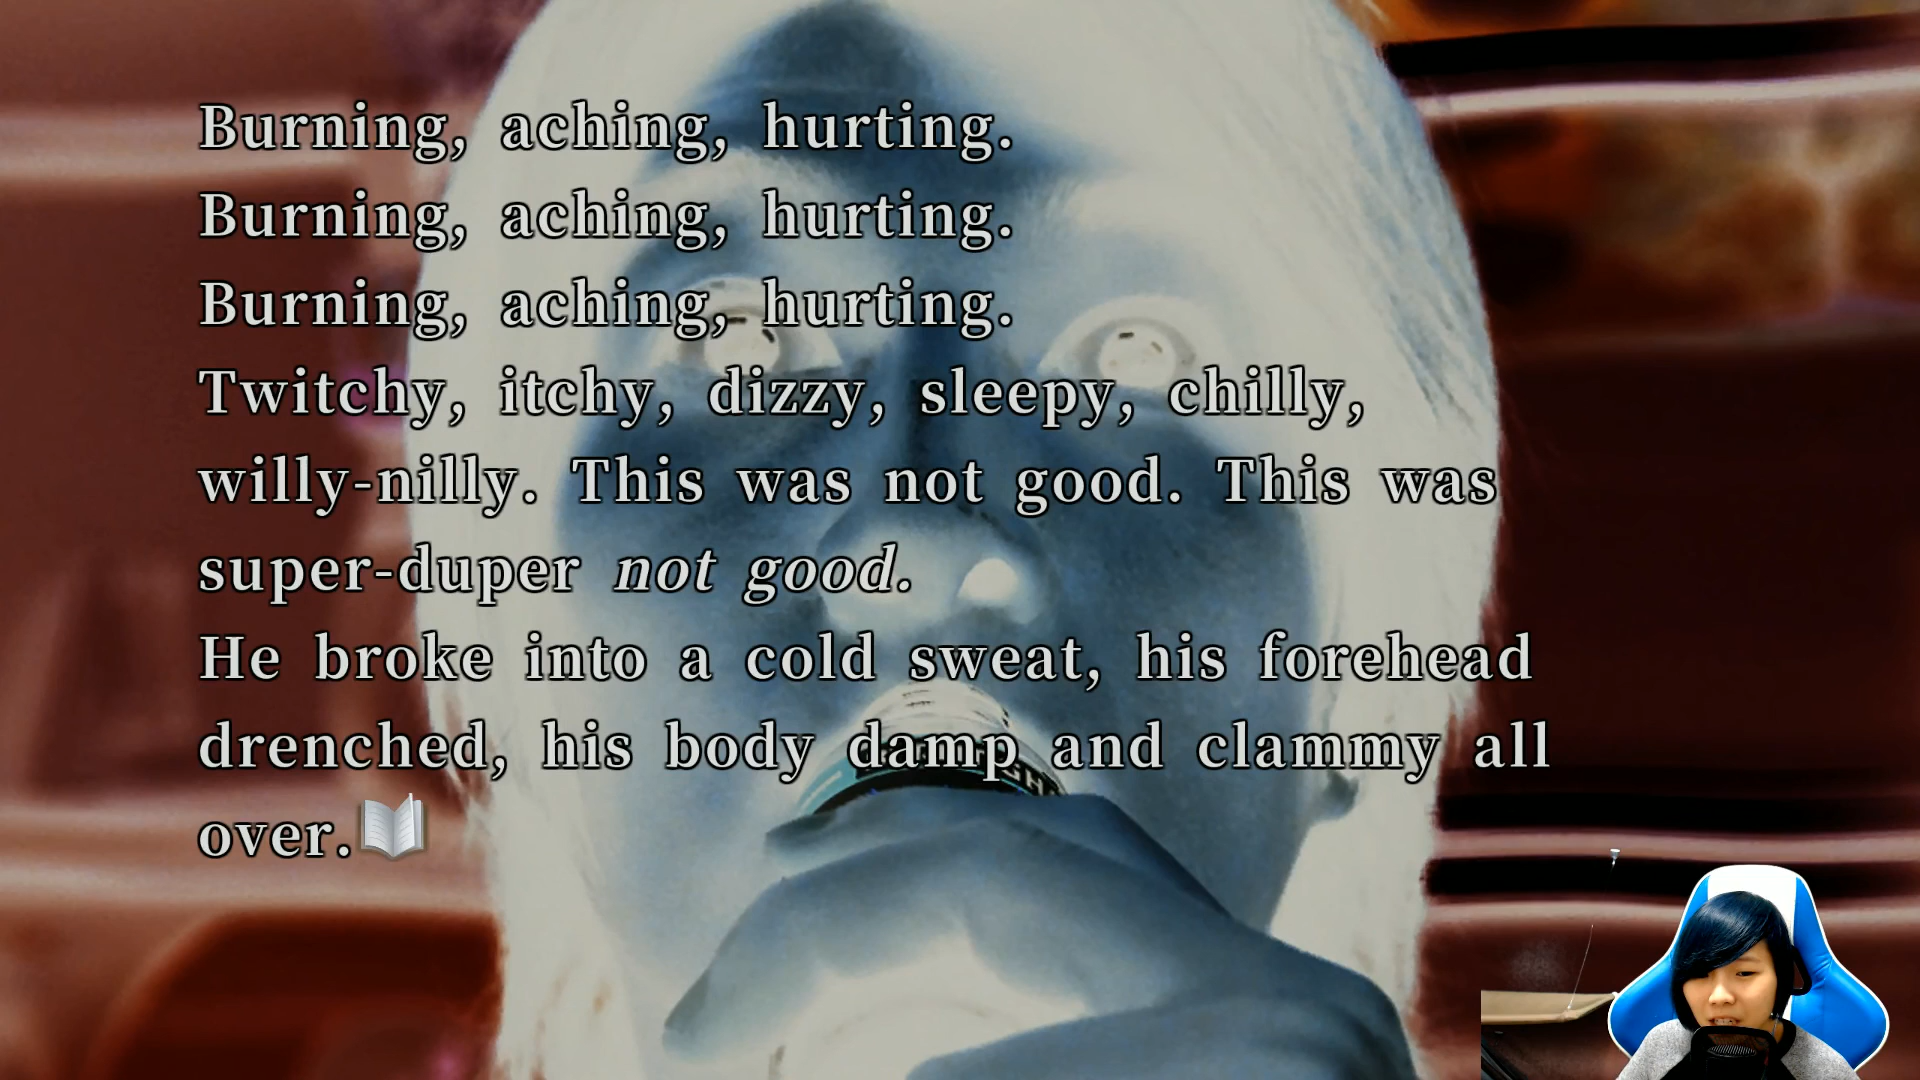 Burning, aching, hurting.
Burning, aching, hurting.
Burning, aching, hurting.
Twitchy, itchy, dizzy, sleepy, chilly,
willy-nilly. This was not good. This was
super-duper not good.
He broke into a cold sweat, his forehead
drenched, his body damp and clammy all
over.